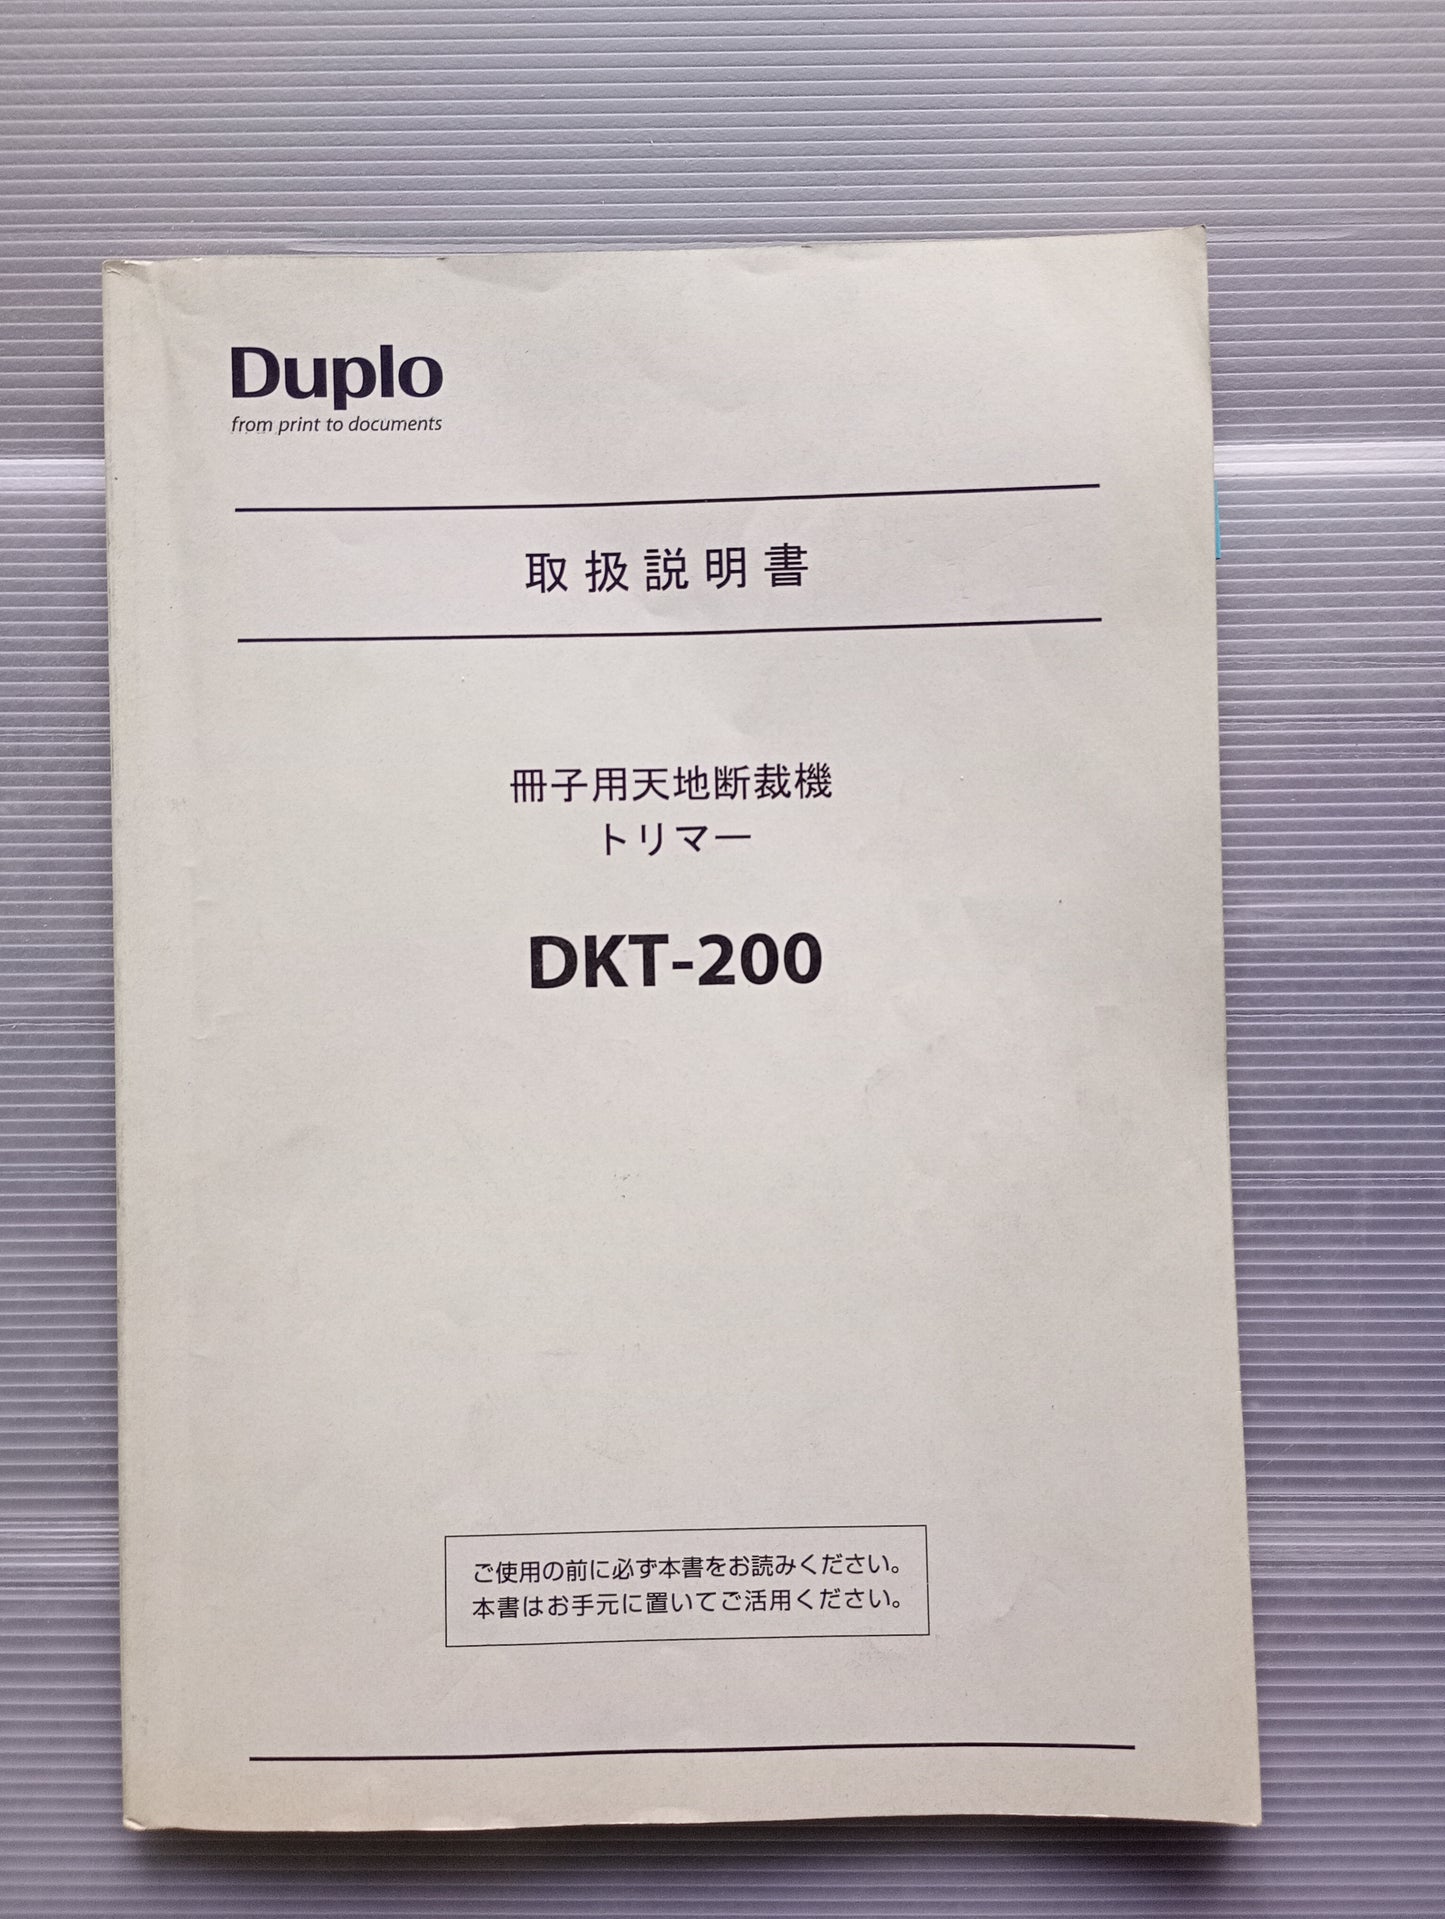 Duplo
from print to documents
取扱説明書
冊子用天地断裁機
トリマー
DKT-200
ご使用の前に必ず本書をお読みください。
本書はお手元に置いてご活用ください。